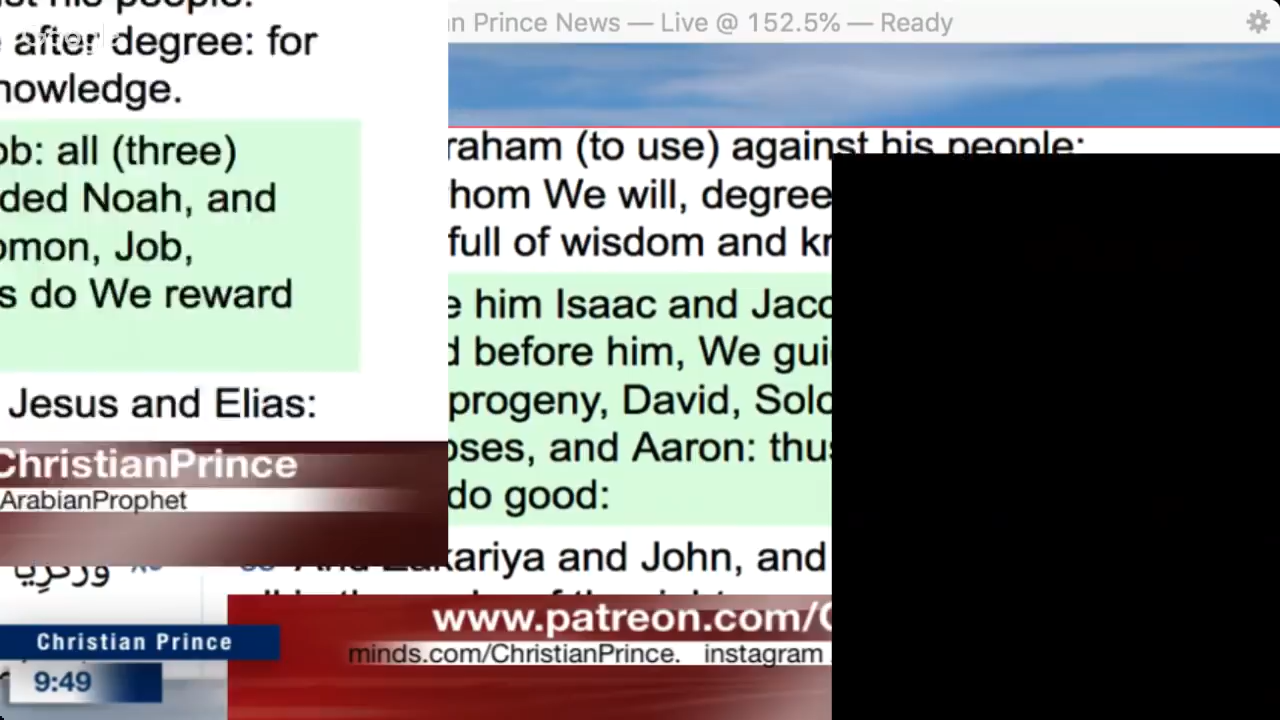 after degree: for
nowledge.
ob: all (three)
ded Noah, and
omon, Job,
s do We reward
Jesus and Elias:
ChristianPrince
ArabianProphet
n Prince News — Live @ 152.5% — Ready
raham (to use) against his people:
hom We will, degree
full of wisdom and kn
e him Isaac and Jaco
d before him, We gui
progeny, David, Solo
oses, and Aaron: thus
do good:
kariya and John, and
www.patreon.com/C
minds.com/ChristianPrince. instagram
Christian Prince
9:49